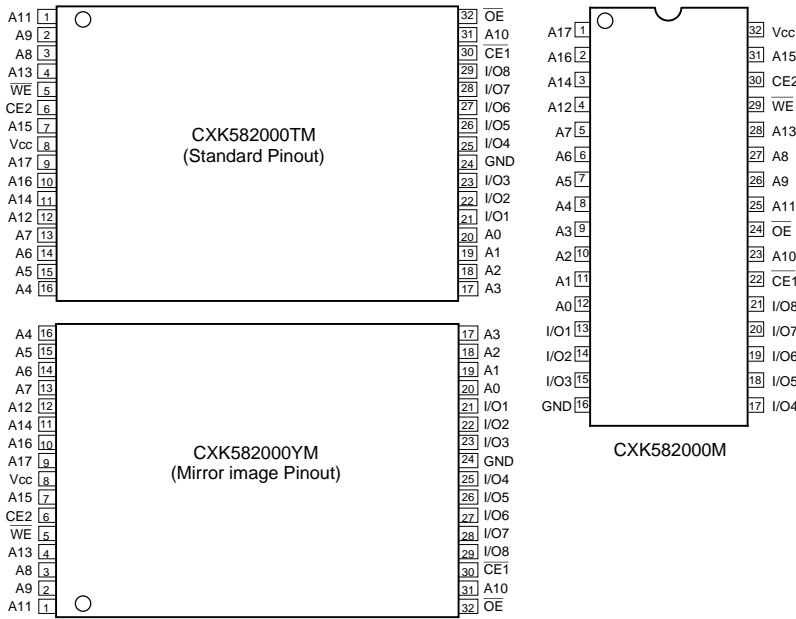 A11 1 32 O̅E̅
A9 2 31 A10
A8 3 30 C̅E̅1̅
A13 4 29 I/O8
W̅E̅ 5 28 I/O7
CE2 6 27 I/O6
A15 7 26 I/O5
Vcc 8 25 I/O4
A17 9 24 GND
A16 10 23 I/O3
A14 11 22 I/O2
A12 12 21 I/O1
A7 13 20 A0
A6 14 19 A1
A5 15 18 A2
A4 16 17 A3
CXK582000TM
(Standard Pinout)
A4 16 17 A3
A5 15 18 A2
A6 14 19 A1
A7 13 20 A0
A12 12 21 I/O1
A14 11 22 I/O2
A16 10 23 I/O3
A17 9 24 GND
Vcc 8 25 I/O4
A15 7 26 I/O5
CE2 6 27 I/O6
W̅E̅ 5 28 I/O7
A13 4 29 I/O8
A8 3 30 C̅E̅1̅
A9 2 31 A10
A11 1 32 O̅E̅
CXK582000YM
(Mirror image Pinout)
A17 1 32 Vcc
A16 2 31 A15
A14 3 30 CE2
A12 4 29 W̅E̅
A7 5 28 A13
A6 6 27 A8
A5 7 26 A9
A4 8 25 A11
A3 9 24 O̅E̅
A2 10 23 A10
A1 11 22 C̅E̅1̅
A0 12 21 I/O8
I/O1 13 20 I/O7
I/O2 14 19 I/O6
I/O3 15 18 I/O5
GND 16 17 I/O4
CXK582000M